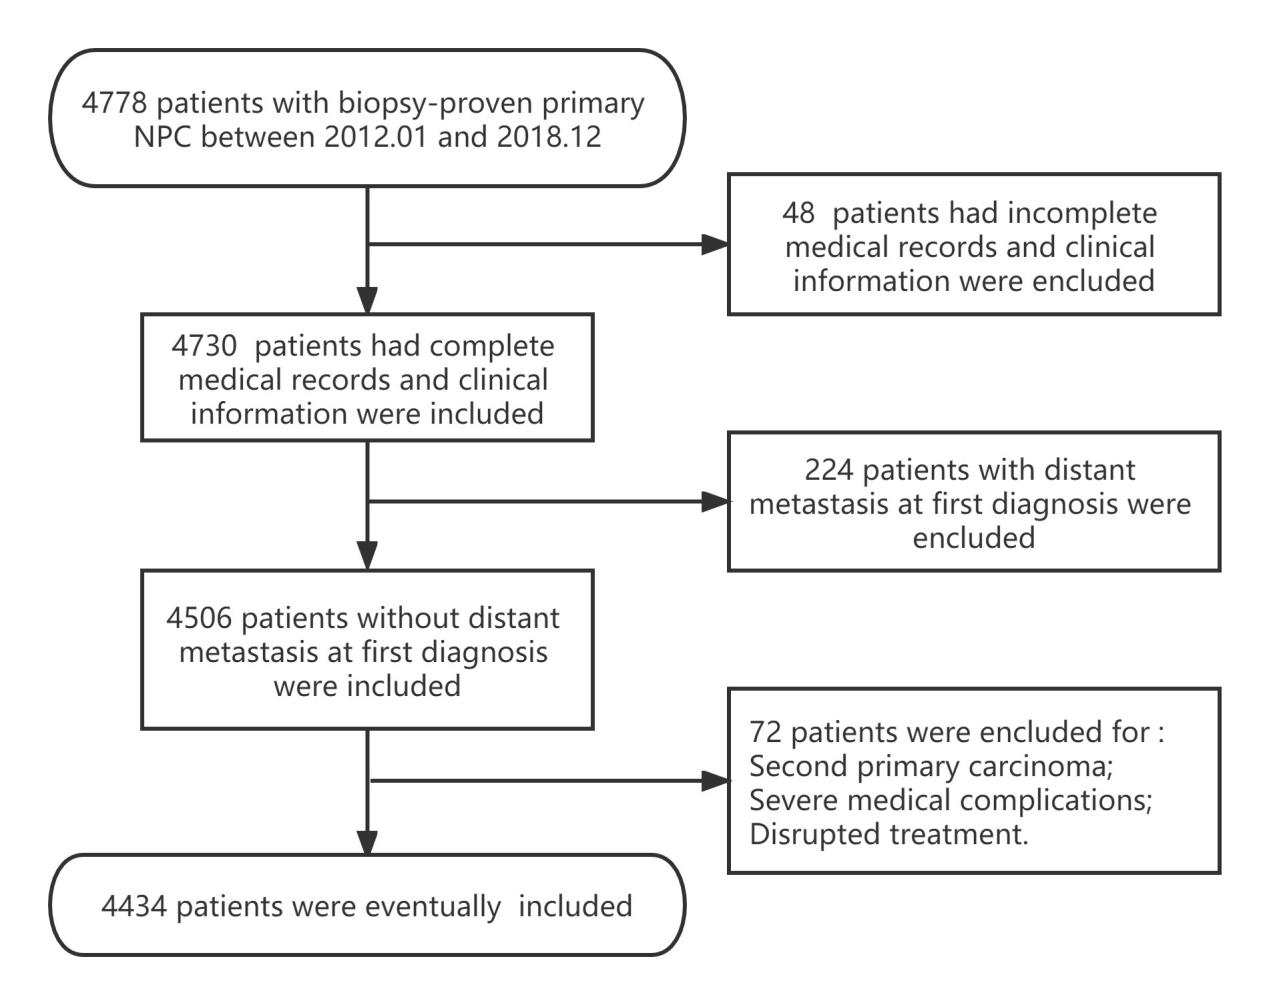 4778 patients with biopsy-proven primary
NPC between 2012.01 and 2018.12
48 patients had incomplete
medical records and clinical
information were encluded
4730 patients had complete
medical records and clinical
information were included
224 patients with distant
metastasis at first diagnosis were
encluded
4506 patients without distant
metastasis at first diagnosis
were included
72 patients were encluded for :
Second primary carcinoma;
Severe medical complications;
Disrupted treatment.
4434 patients were eventually included